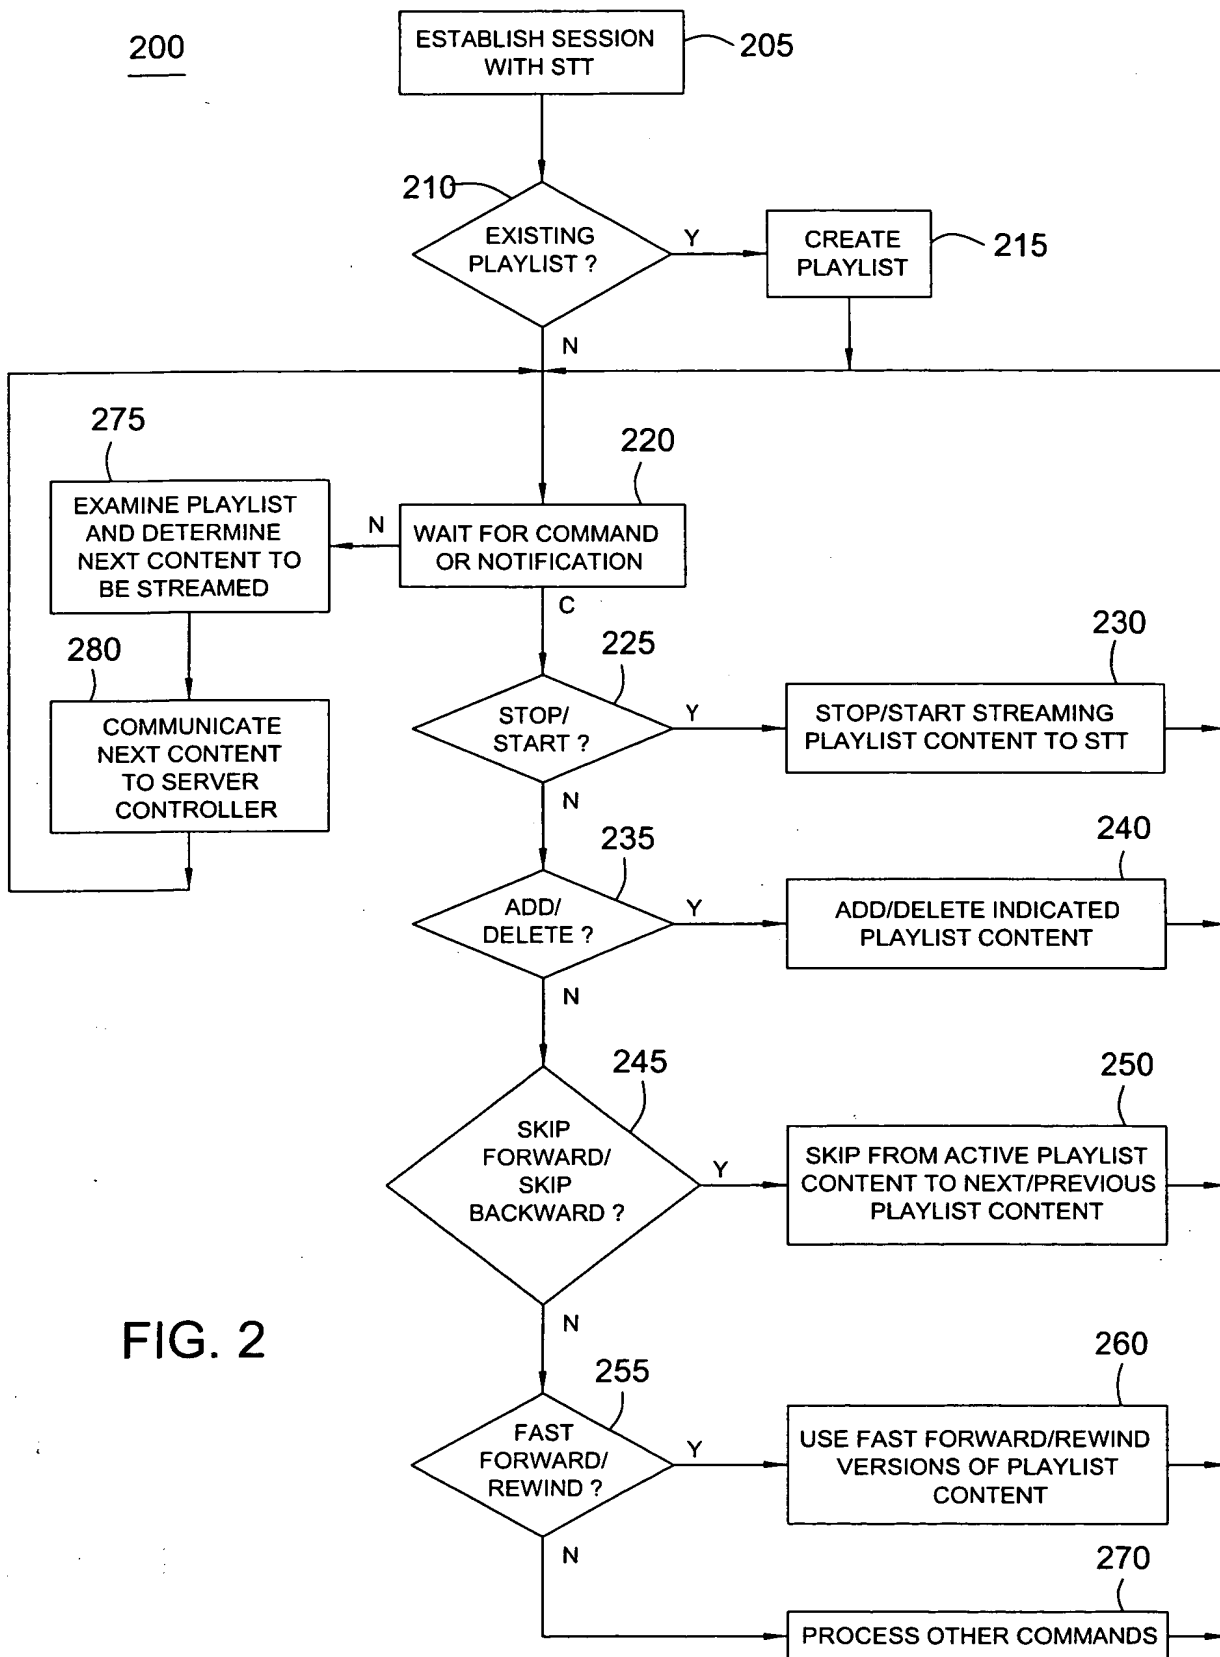 200
ESTABLISH SESSION
WITH STT
205
210
EXISTING
PLAYLIST ?
Y
CREATE
PLAYLIST
215
N
275
EXAMINE PLAYLIST
AND DETERMINE
NEXT CONTENT TO
BE STREAMED
N
220
WAIT FOR COMMAND
OR NOTIFICATION
C
280
COMMUNICATE
NEXT CONTENT
TO SERVER
CONTROLLER
225
STOP/
START ?
Y
230
STOP/START STREAMING
PLAYLIST CONTENT TO STT
N
235
ADD/
DELETE ?
Y
240
ADD/DELETE INDICATED
PLAYLIST CONTENT
N
245
SKIP
FORWARD/
SKIP
BACKWARD ?
Y
250
SKIP FROM ACTIVE PLAYLIST
CONTENT TO NEXT/PREVIOUS
PLAYLIST CONTENT
N
FIG. 2
255
FAST
FORWARD/
REWIND ?
Y
260
USE FAST FORWARD/REWIND
VERSIONS OF PLAYLIST
CONTENT
N
270
PROCESS OTHER COMMANDS